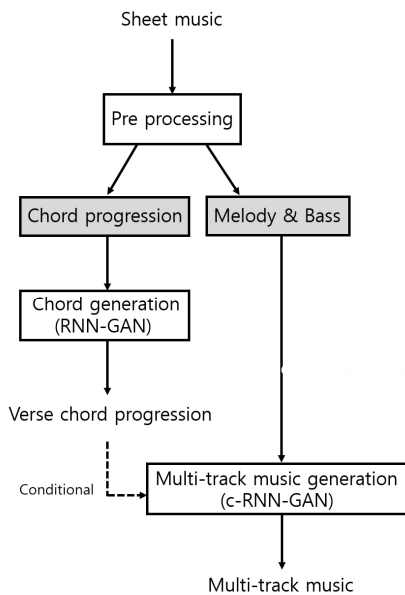 Sheet music
Pre processing
Chord progression
Melody & Bass
Chord generation
(RNN-GAN)
Verse chord progression
Conditional
Multi-track music generation
(c-RNN-GAN)
Multi-track music